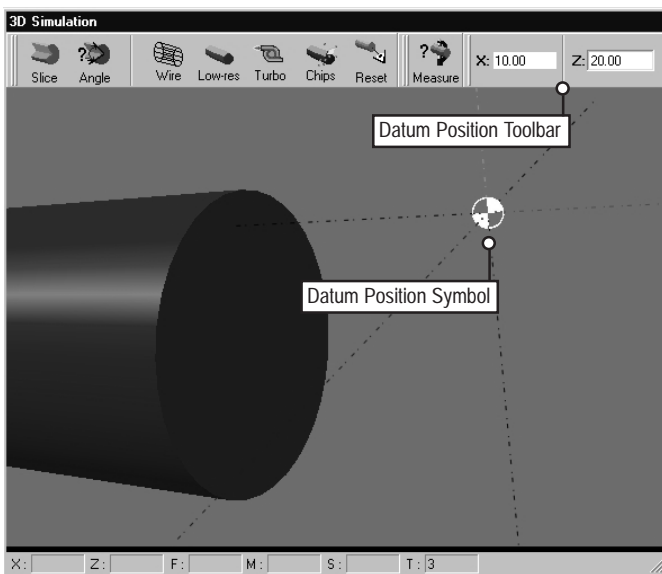 3D Simulation
Slice Angle Wire Low-res Turbo Chips Reset Measure X: 10.00 Z: 20.00
Datum Position Toolbar
Datum Position Symbol
X: Z: F: M: S: T: 3